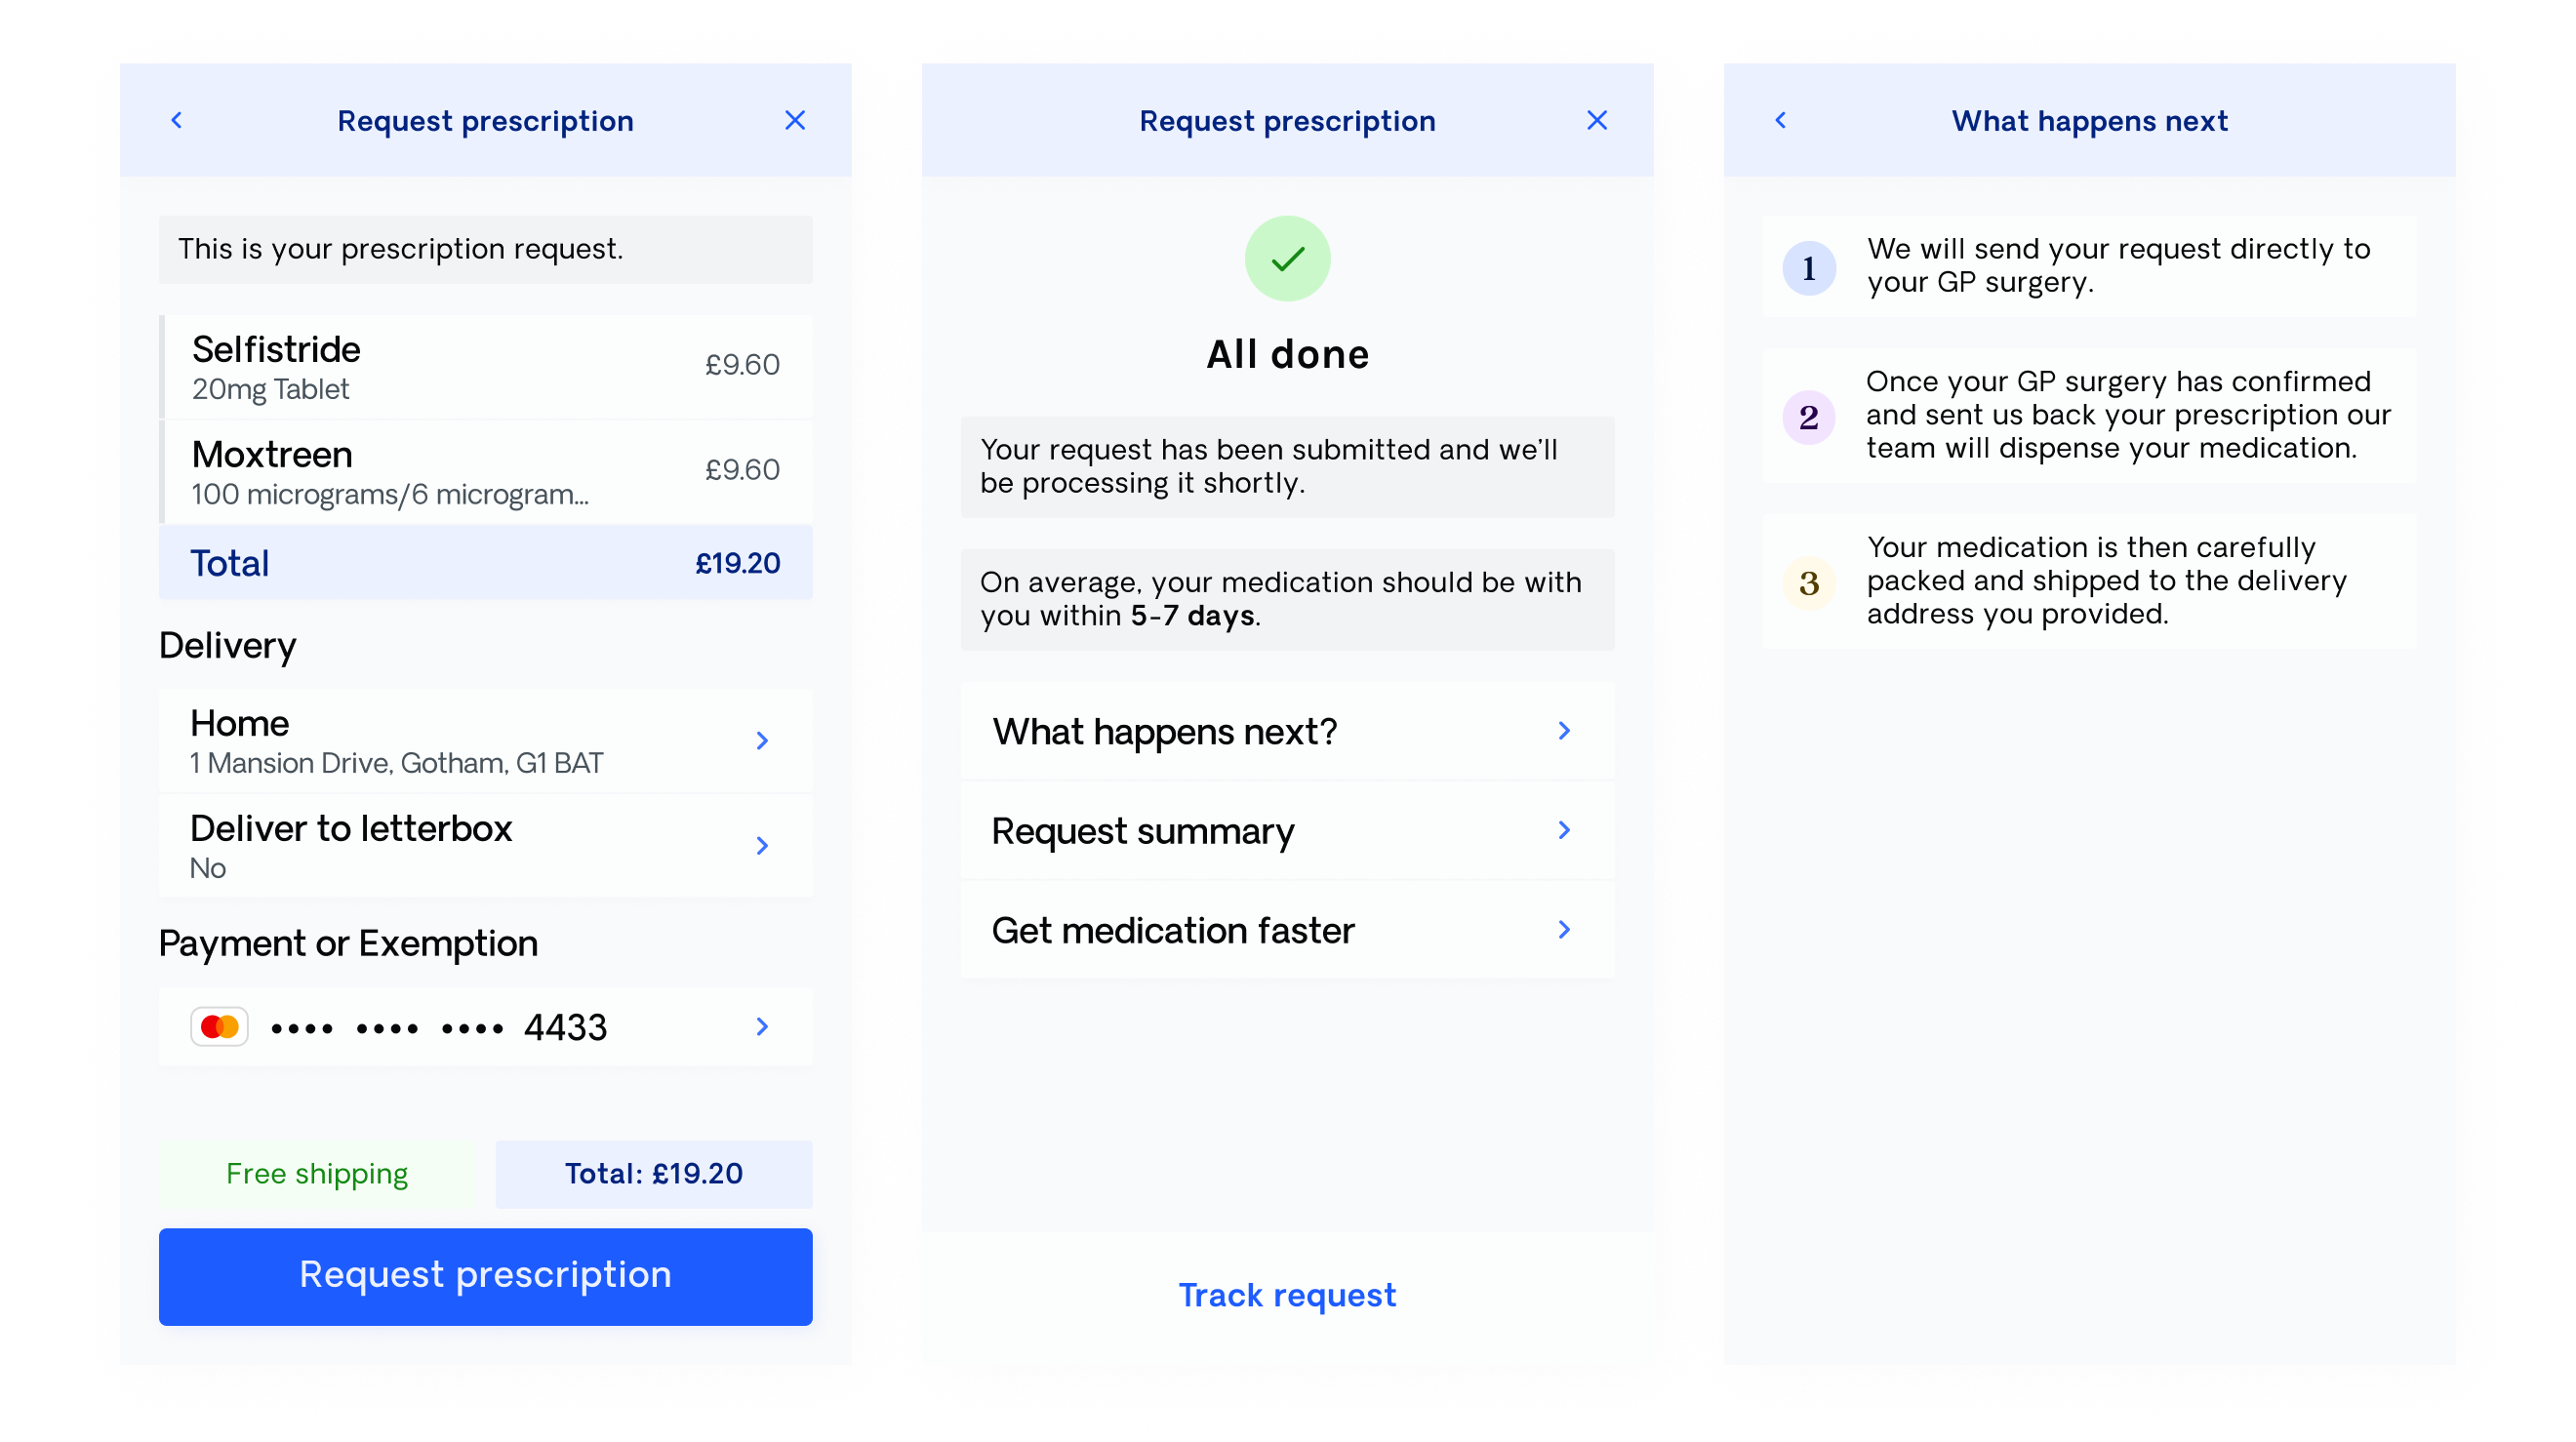 Request prescription
This is your prescription request.
Selfistride
£9.60
20mg Tablet
Moxtreen
£9.60
100 micrograms/6 microgram...
Total
£19.20
Delivery
Home
1 Mansion Drive, Gotham, G1 BAT
Deliver to letterbox
No
Payment or Exemption
•••• •••• •••• 4433
Free shipping
Total: £19.20
Request prescription
Request prescription
All done
Your request has been submitted and we’ll
be processing it shortly.
On average, your medication should be with
you within 5-7 days.
What happens next?
Request summary
Get medication faster
Track request
What happens next
1
We will send your request directly to
your GP surgery.
2
Once your GP surgery has confirmed
and sent us back your prescription our
team will dispense your medication.
3
Your medication is then carefully
packed and shipped to the delivery
address you provided.